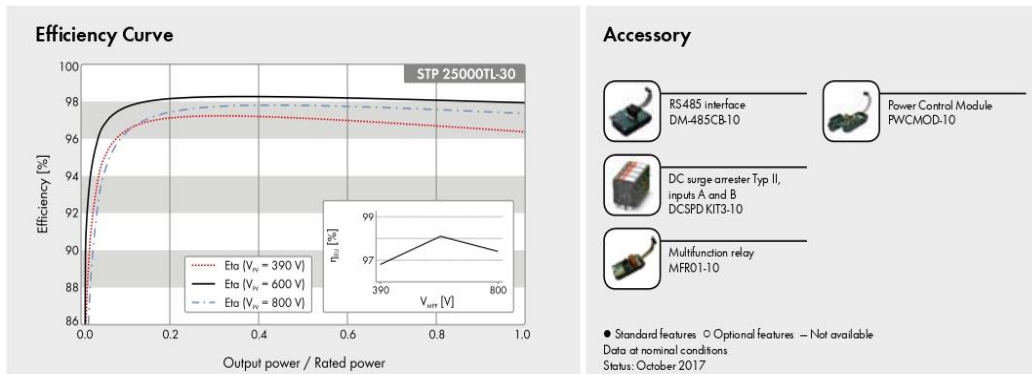 Efficiency Curve
STP 25000TL-30
Efficiency [%]
100
98
96
94
92
90
88
86
0.0
0.2
0.4
0.6
0.8
1.0
Output power / Rated power
Eta (VPV = 390 V)
Eta (VPV = 600 V)
Eta (VPV = 800 V)
ηEU [%]
99
97
390
800
VMPP [V]
Accessory
RS485 interface
DM-485CB-10
Power Control Module
PWCMOD-10
DC surge arrester Typ II,
inputs A and B
DCSPD KIT3-10
Multifunction relay
MFR01-10
● Standard features ○ Optional features – Not available
Data at nominal conditions
Status: October 2017